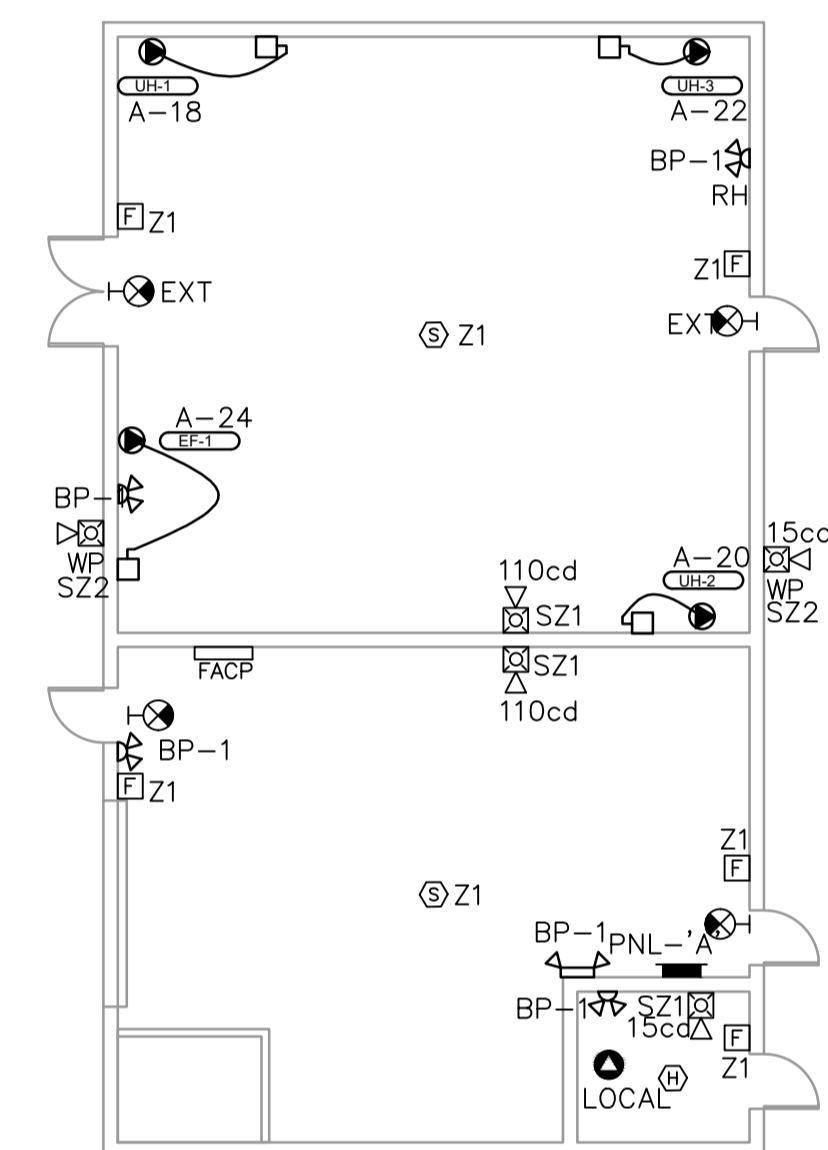 UH-1
A-18
UH-3
A-22
BP-1
RH
F Z1
Z1 F
EXT
EXT
S Z1
A-24
EF-1
BP-1
WP
SZ2
110cd
SZ1
A-20
UH-2
15cd
WP
SZ2
FACP
SZ1
110cd
BP-1
F Z1
Z1
F
S Z1
BP-1
PNL-'A'
BP-1
SZ1
15cd
F
Z1
H
LOCAL